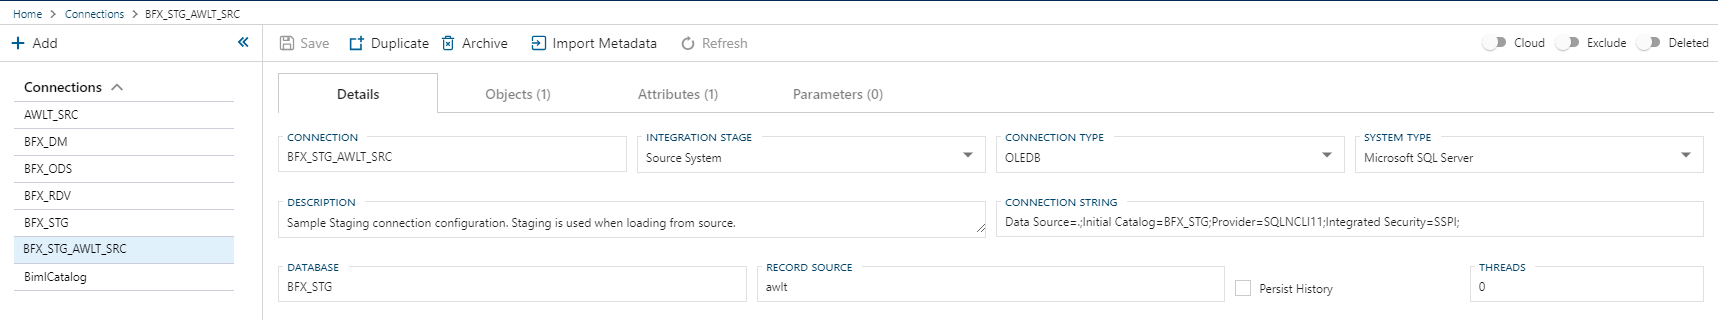 Home > Connections > BFX_STG_AWLT_SRC
+ Add «
Save Duplicate Archive Import Metadata Refresh Cloud Exclude Deleted
Connections
AWLT_SRC
BFX_DM
BFX_ODS
BFX_RDV
BFX_STG
BFX_STG_AWLT_SRC
BimlCatalog
Details Objects (1) Attributes (1) Parameters (0)
CONNECTION INTEGRATION STAGE CONNECTION TYPE SYSTEM TYPE
BFX_STG_AWLT_SRC Source System OLEDB Microsoft SQL Server
DESCRIPTION CONNECTION STRING
Sample Staging connection configuration. Staging is used when loading from source. Data Source=.;Initial Catalog=BFX_STG;Provider=SQLNCLI11;Integrated Security=SSPI;
DATABASE RECORD SOURCE THREADS
BFX_STG awlt Persist History 0